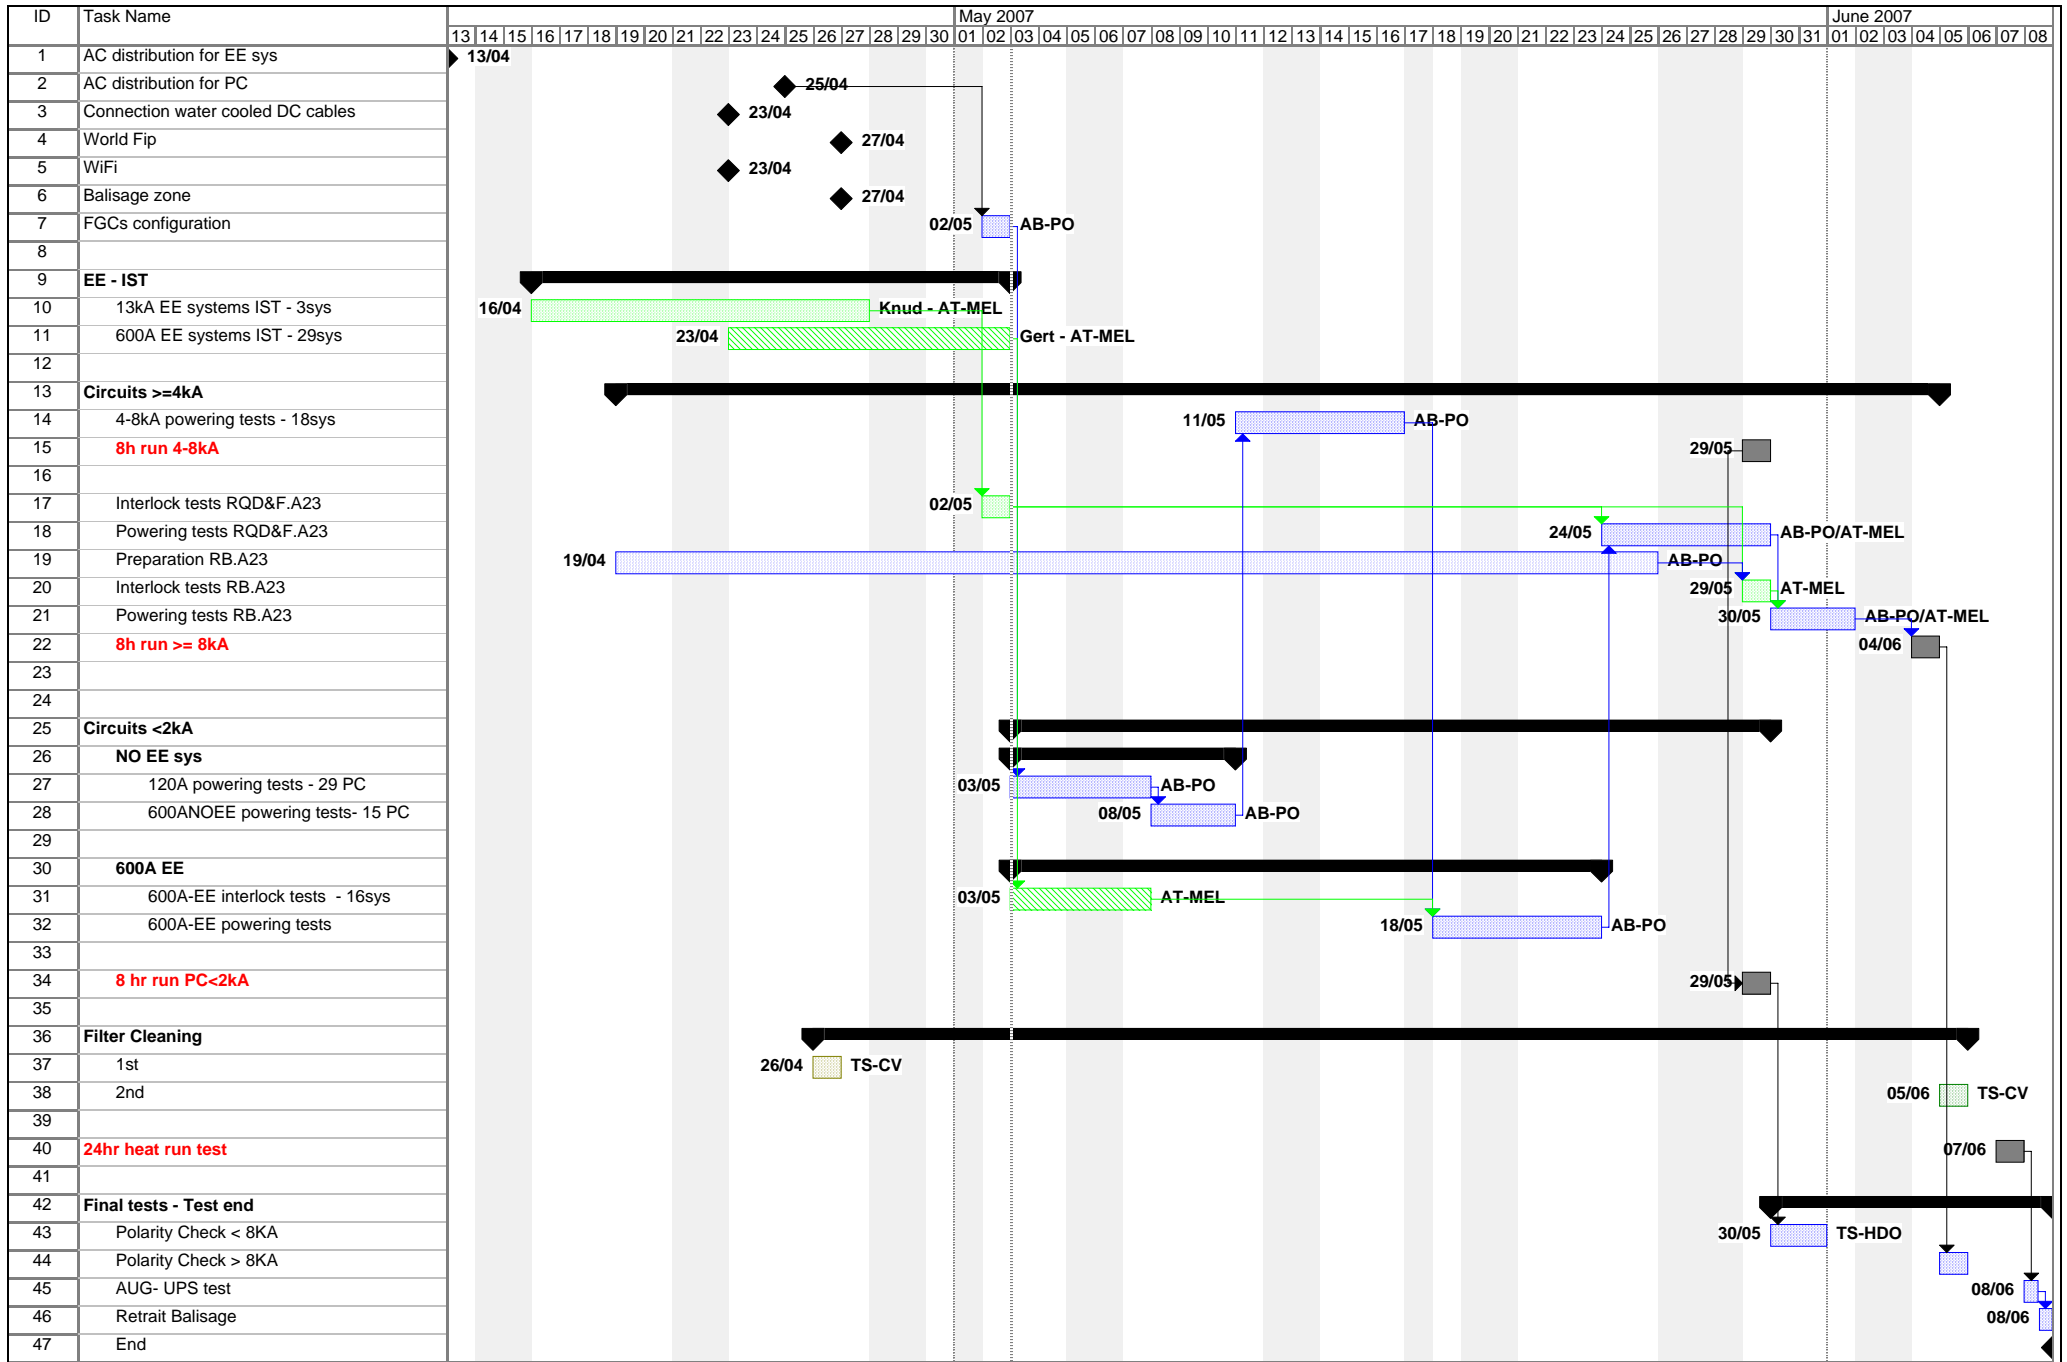 ID Task Name May 2007 June 2007
13 14 15 16 17 18 19 20 21 22 23 24 25 26 27 28 29 30 01 02 03 04 05 06 07 08 09 10 11 12 13 14 15 16 17 18 19 20 21 22 23 24 25 26 27 28 29 30 31 01 02 03 04 05 06 07 08
1 AC distribution for EE sys 13/04
2 AC distribution for PC 25/04
3 Connection water cooled DC cables 23/04
4 World Fip 27/04
5 WiFi 23/04
6 Balisage zone 27/04
7 FGCs configuration 02/05 AB-PO
8
9 EE - IST
10 13kA EE systems IST - 3sys 16/04 Knud - AT-MEL
11 600A EE systems IST - 29sys 23/04 Gert - AT-MEL
12
13 Circuits >=4kA
14 4-8kA powering tests - 18sys 11/05 AB-PO
15 8h run 4-8kA 29/05
16
17 Interlock tests RQD&F.A23 02/05
18 Powering tests RQD&F.A23 24/05 AB-PO/AT-MEL
19 Preparation RB.A23 19/04 AB-PO
20 Interlock tests RB.A23 29/05 AT-MEL
21 Powering tests RB.A23 30/05 AB-PO/AT-MEL
22 8h run >= 8kA 04/06
23
24
25 Circuits <2kA
26 NO EE sys
27 120A powering tests - 29 PC 03/05 AB-PO
28 600ANOEE powering tests- 15 PC 08/05 AB-PO
29
30 600A EE
31 600A-EE interlock tests - 16sys 03/05 AT-MEL
32 600A-EE powering tests 18/05 AB-PO
33
34 8 hr run PC<2kA 29/05
35
36 Filter Cleaning
37 1st 26/04 TS-CV
38 2nd 05/06 TS-CV
39
40 24hr heat run test 07/06
41
42 Final tests - Test end
43 Polarity Check < 8KA 30/05 TS-HDO
44 Polarity Check > 8KA
45 AUG- UPS test 08/06
46 Retrait Balisage 08/06
47 End